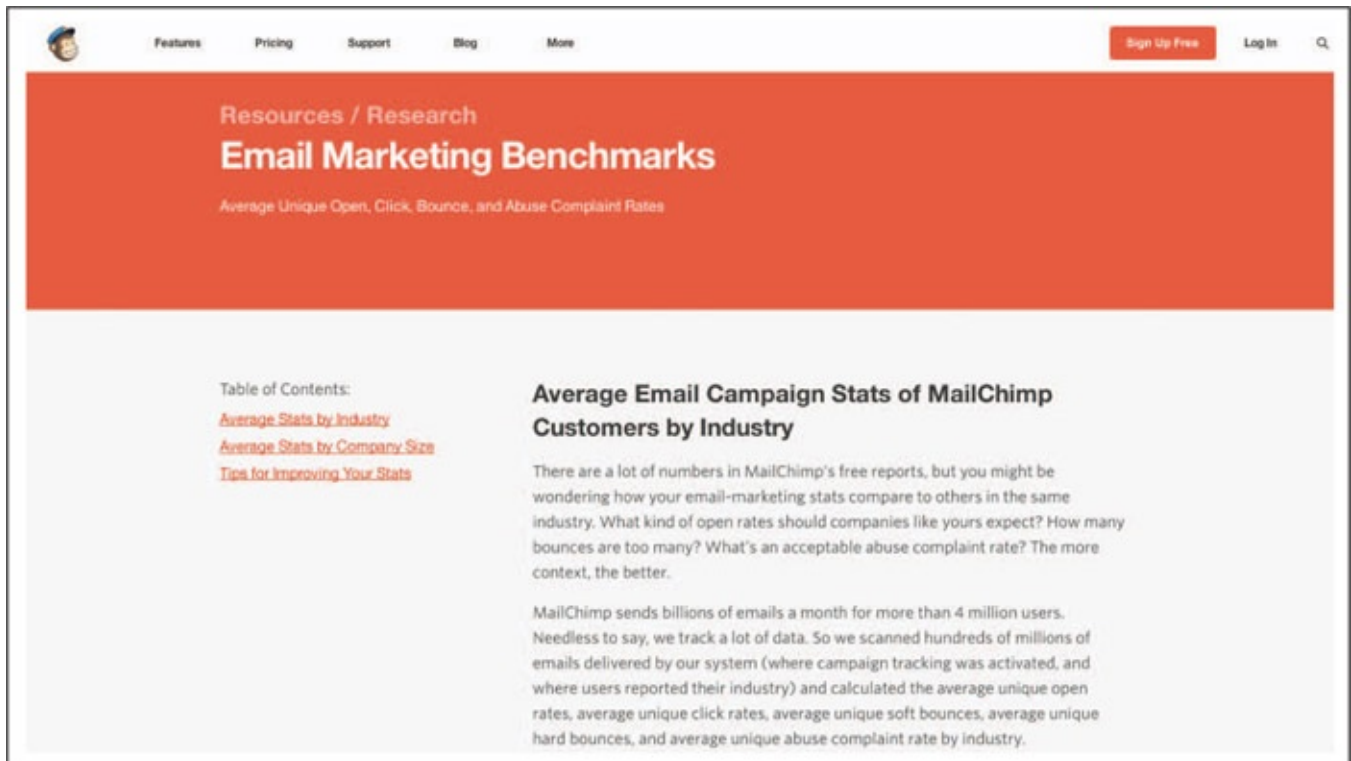 Features Pricing Support Blog More Sign Up Free Log In
Resources / Research
Email Marketing Benchmarks
Average Unique Open, Click, Bounce, and Abuse Complaint Rates
Table of Contents:
Average Stats by Industry
Average Stats by Company Size
Tips for Improving Your Stats
Average Email Campaign Stats of MailChimp
Customers by Industry
There are a lot of numbers in MailChimp's free reports, but you might be
wondering how your email-marketing stats compare to others in the same
industry. What kind of open rates should companies like yours expect? How many
bounces are too many? What's an acceptable abuse complaint rate? The more
context, the better.
MailChimp sends billions of emails a month for more than 4 million users.
Needless to say, we track a lot of data. So we scanned hundreds of millions of
emails delivered by our system (where campaign tracking was activated, and
where users reported their industry) and calculated the average unique open
rates, average unique click rates, average unique soft bounces, average unique
hard bounces, and average unique abuse complaint rate by industry.